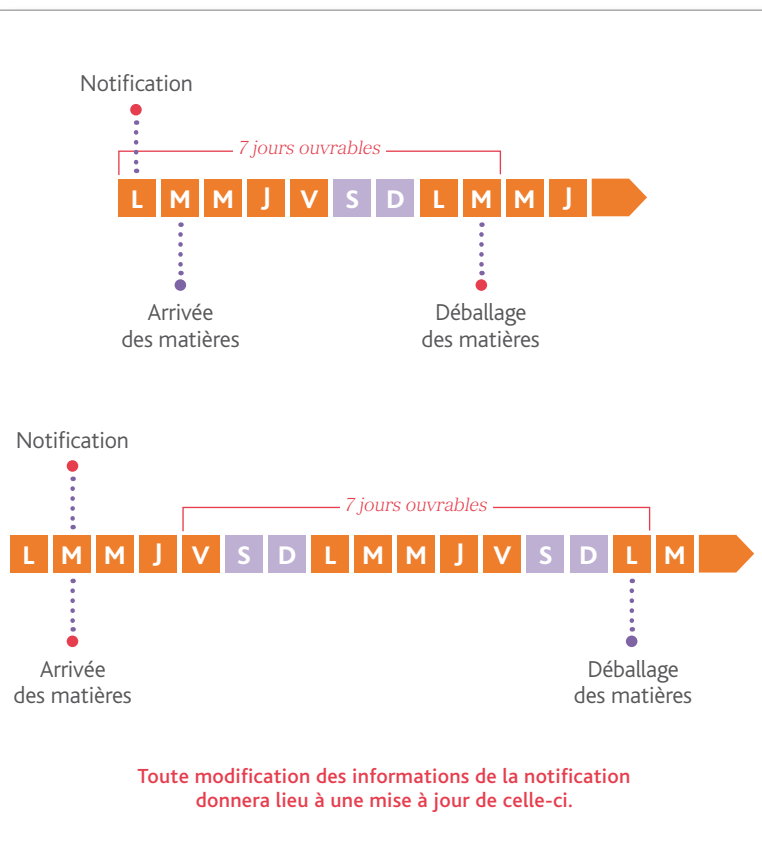 Notification
7 jours ouvrables
L M M J V S D L M M J
Arrivée
des matières
Déballage
des matières
Notification
7 jours ouvrables
L M M J V S D L M M J V S D L M
Arrivée
des matières
Déballage
des matières
Toute modification des informations de la notification
donnera lieu à une mise à jour de celle-ci.